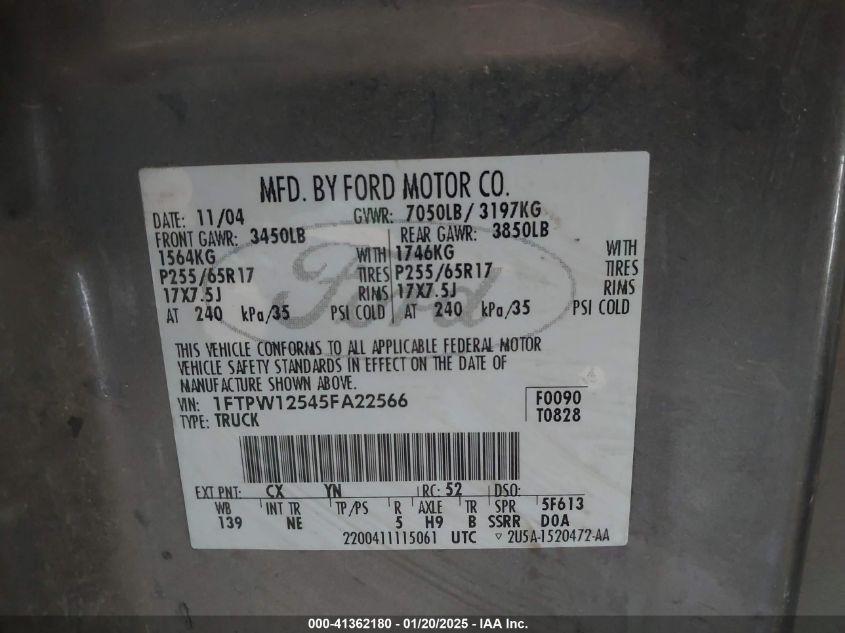 MFD. BY FORD MOTOR CO.
DATE: 11/04 GVWR: 7050LB/ 3197KG
FRONT GAWR: 3450LB REAR GAWR: 3850LB
1564KG WITH 1746KG WITH
P255/65R17 TIRES P255/65R17 TIRES
17X7.5J RIMS 17X7.5J RIMS
AT 240 kPa/35 PSI COLD AT 240 kPa/35 PSI COLD
Ford
THIS VEHICLE CONFORMS TO ALL APPLICABLE FEDERAL MOTOR
VEHICLE SAFETY STANDARDS IN EFFECT ON THE DATE OF
MANUFACTURE SHOWN ABOVE.
VIN: 1FTPW12545FA22566 F0090
TYPE: TRUCK T0828
EXT PNT: CX YN RC: 52 DSO:
WB INT TR TP/PS R AXLE TR SPR 5F613
139 NE 5 H9 B SSRR DOA
2200411115061 UTC ▽ 2U5A-1520472-AA
000-41362180 - 01/20/2025 - IAA Inc.